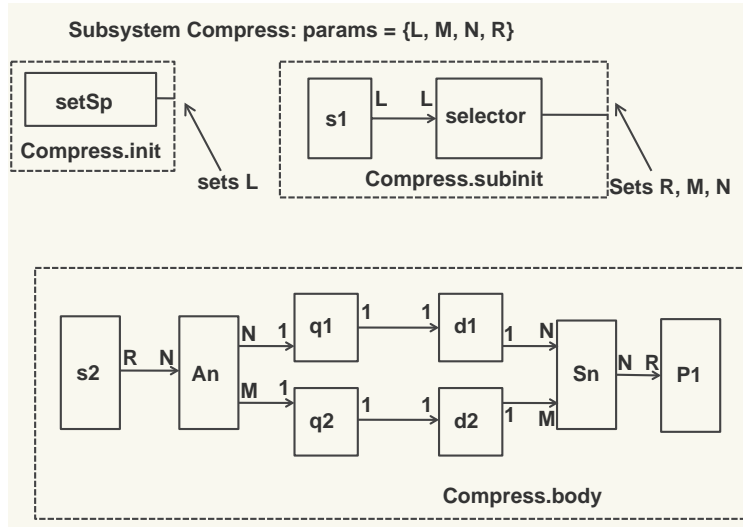 Subsystem Compress: params = {L, M, N, R}
setSp
Compress.init
sets L
s1
L
L
selector
Compress.subinit
Sets R, M, N
s2
R
N
An
N
1
q1
1
1
d1
1
N
M
1
q2
1
1
d2
1
M
Sn
N
R
P1
Compress.body